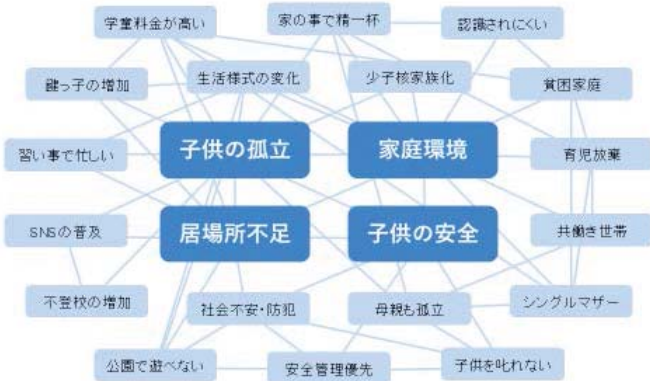 学童料金が高い
家の事で精一杯
認識されにくい
鍵っ子の増加
生活様式の変化
少子核家族化
貧困家庭
習い事で忙しい
子供の孤立
家庭環境
育児放棄
SNSの普及
居場所不足
子供の安全
共働き世帯
不登校の増加
社会不安・防犯
母親も孤立
シングルマザー
公園で遊べない
安全管理優先
子供を叱れない